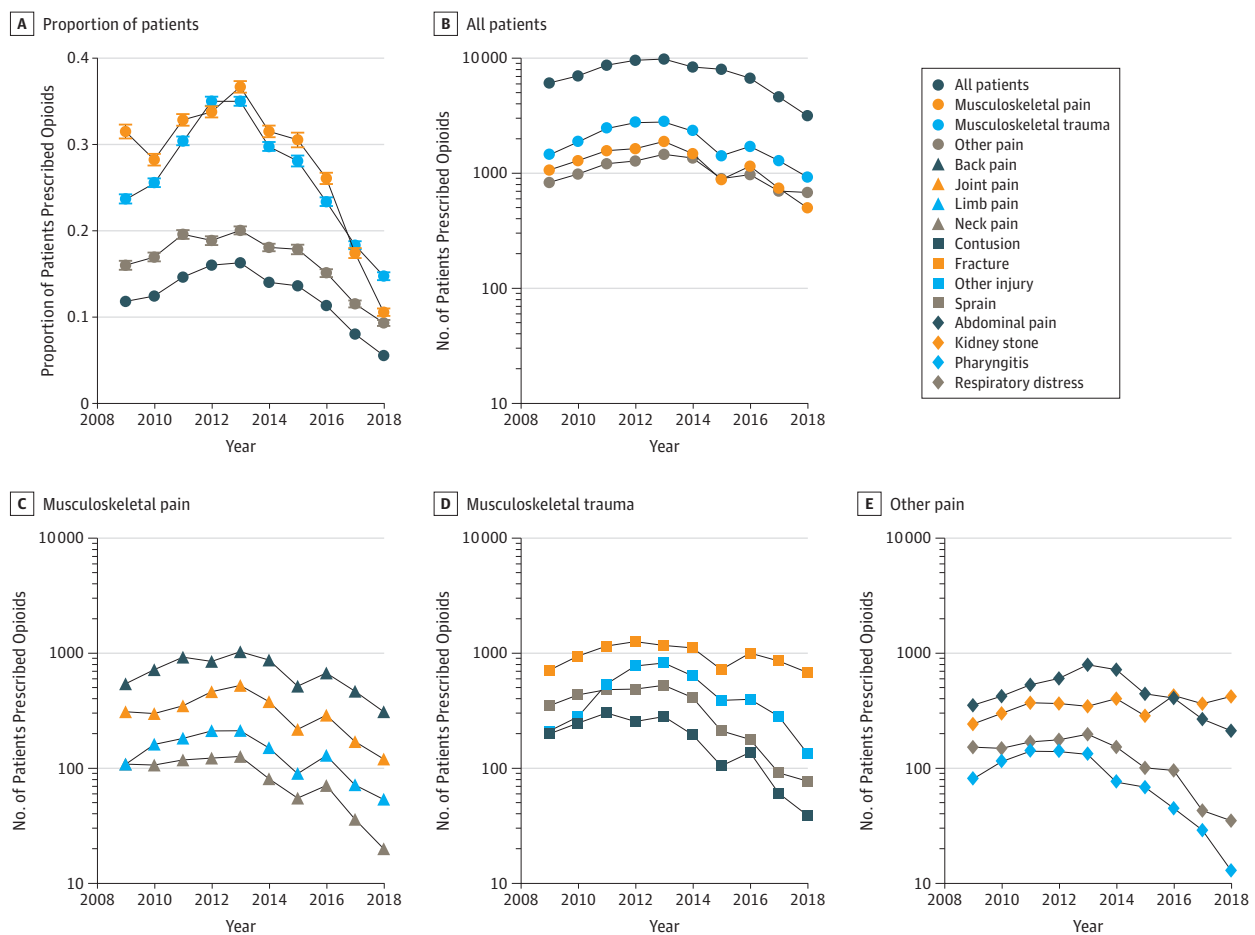 A Proportion of patients
0.4
0.3
0.2
0.1
0
Proportion of Patients Prescribed Opioids
2008 2010 2012 2014 2016 2018
Year
B All patients
10000
1000
100
10
No. of Patients Prescribed Opioids
2008 2010 2012 2014 2016 2018
Year
All patients
Musculoskeletal pain
Musculoskeletal trauma
Other pain
Back pain
Joint pain
Limb pain
Neck pain
Contusion
Fracture
Other injury
Sprain
Abdominal pain
Kidney stone
Pharyngitis
Respiratory distress
C Musculoskeletal pain
10000
1000
100
10
No. of Patients Prescribed Opioids
2008 2010 2012 2014 2016 2018
Year
D Musculoskeletal trauma
10000
1000
100
10
No. of Patients Prescribed Opioids
2008 2010 2012 2014 2016 2018
Year
E Other pain
10000
1000
100
10
No. of Patients Prescribed Opioids
2008 2010 2012 2014 2016 2018
Year